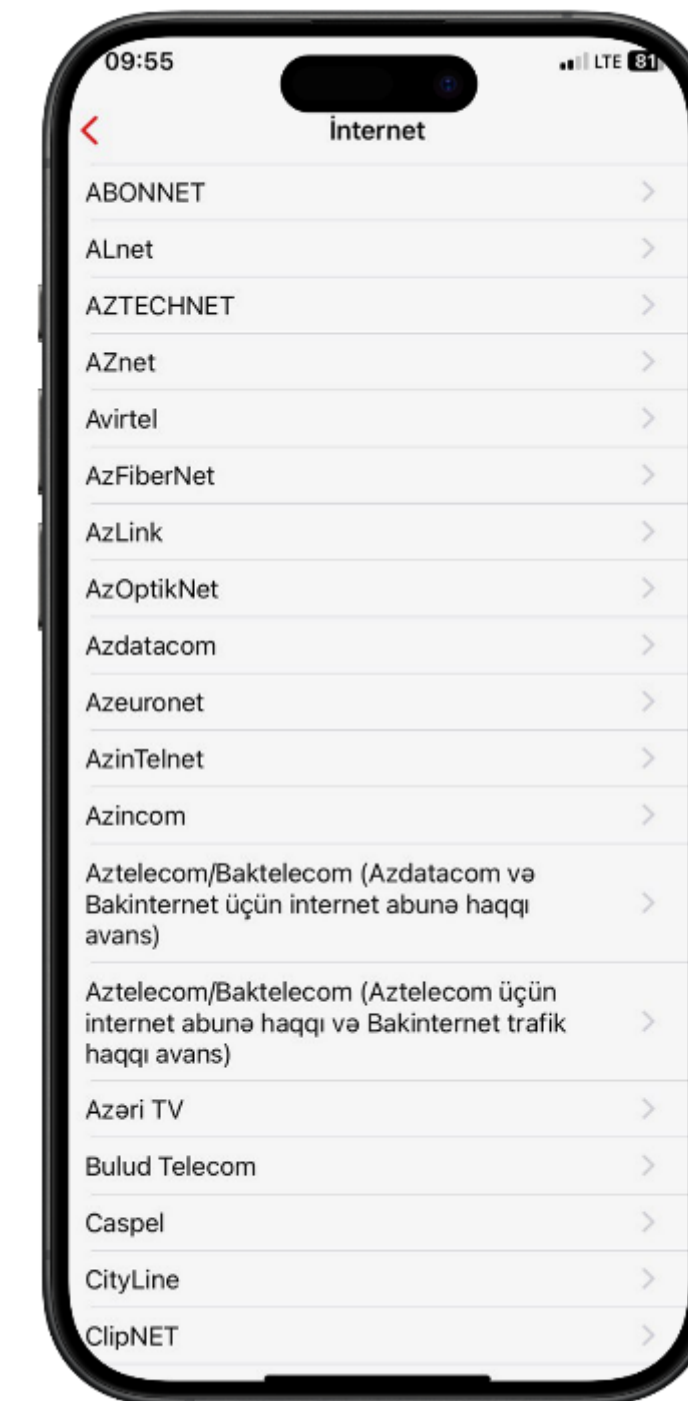 09:55
LTE 81
İnternet
ABONNET
ALnet
AZTECHNET
AZnet
Avirtel
AzFiberNet
AzLink
AzOptikNet
Azdatacom
Azeuronet
AzinTelnet
Azincom
Aztelecom/Baktelecom (Azdatacom və
Bakinternet üçün internet abunə haqqı
avans)
Aztelecom/Baktelecom (Aztelecom üçün
internet abunə haqqı və Bakinternet trafik
haqqı avans)
Azəri TV
Bulud Telecom
Caspel
CityLine
ClipNET